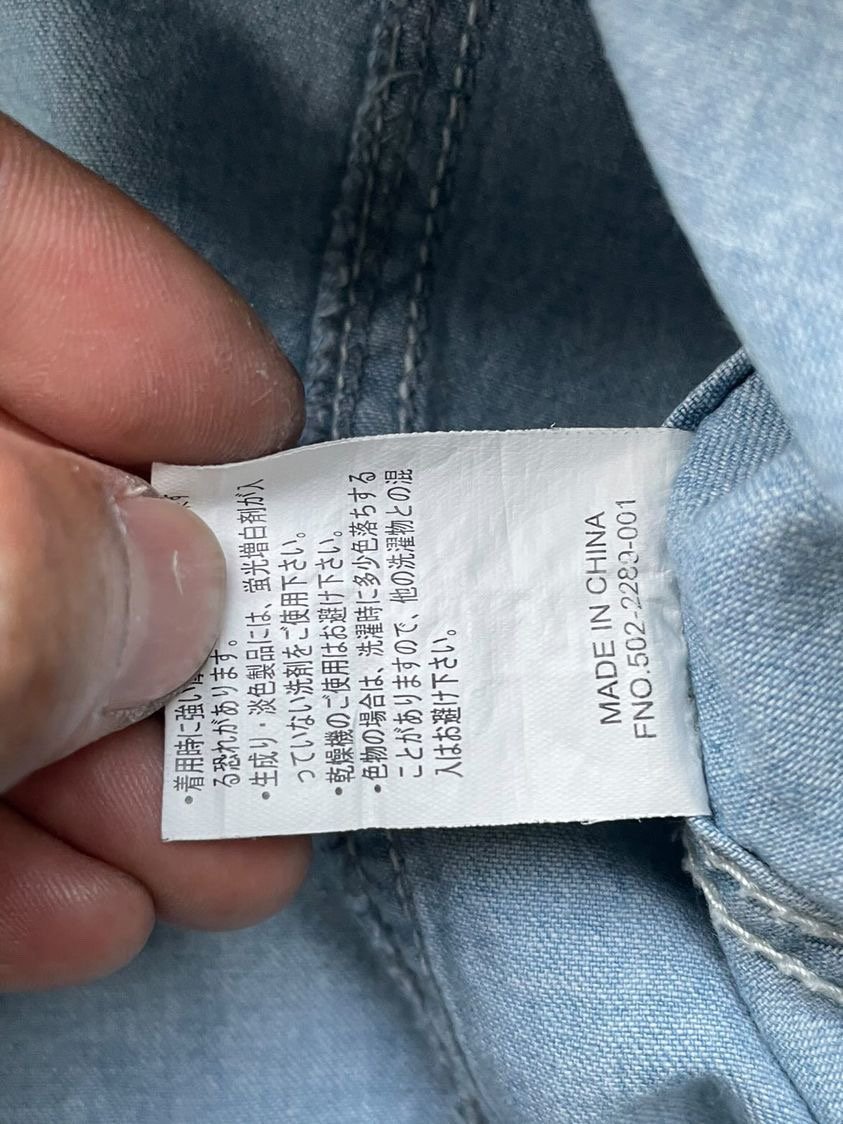 ・着用時に強い
る恐れがあります。
・生成り・淡色製品には、蛍光増白剤が入
っていない洗剤をご使用下さい。
・乾燥機のご使用はお避け下さい。
・色物の場合は、洗濯時に多少色落ちする
ことがありますので、他の洗濯物との混
入はお避け下さい。
MADE IN CHINA
FNO.502-2289-001